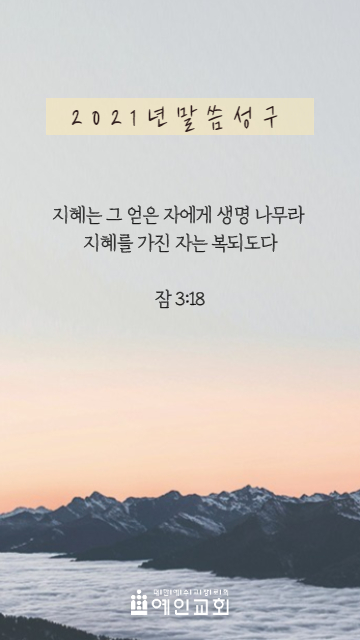 2021년말씀성구
지혜는 그 얻은 자에게 생명 나무라
지혜를 가진 자는 복되도다
잠 3:18
예인교회